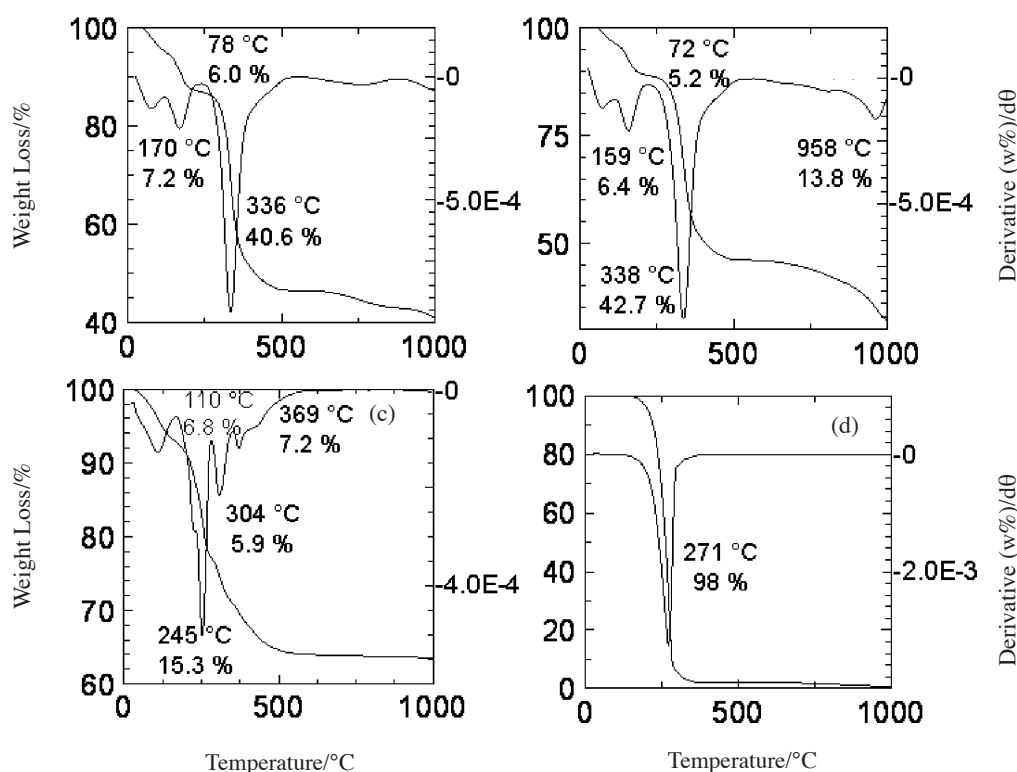 100
80
60
40
0
500
1000
-0
-5.0E-4
Weight Loss/%
78 °C
6.0 %
170 °C
7.2 %
336 °C
40.6 %
100
75
50
0
500
1000
-0
-5.0E-4
Derivative (w%)/dθ
72 °C
5.2 %
159 °C
6.4 %
958 °C
13.8 %
338 °C
42.7 %
100
90
80
70
60
0
500
1000
-0
-4.0E-4
Weight Loss/%
110 °C
6.8 %
(c)
369 °C
7.2 %
304 °C
5.9 %
245 °C
15.3 %
Temperature/°C
100
80
60
40
20
0
0
500
1000
-0
-2.0E-3
Derivative (w%)/dθ
(d)
271 °C
98 %
Temperature/°C